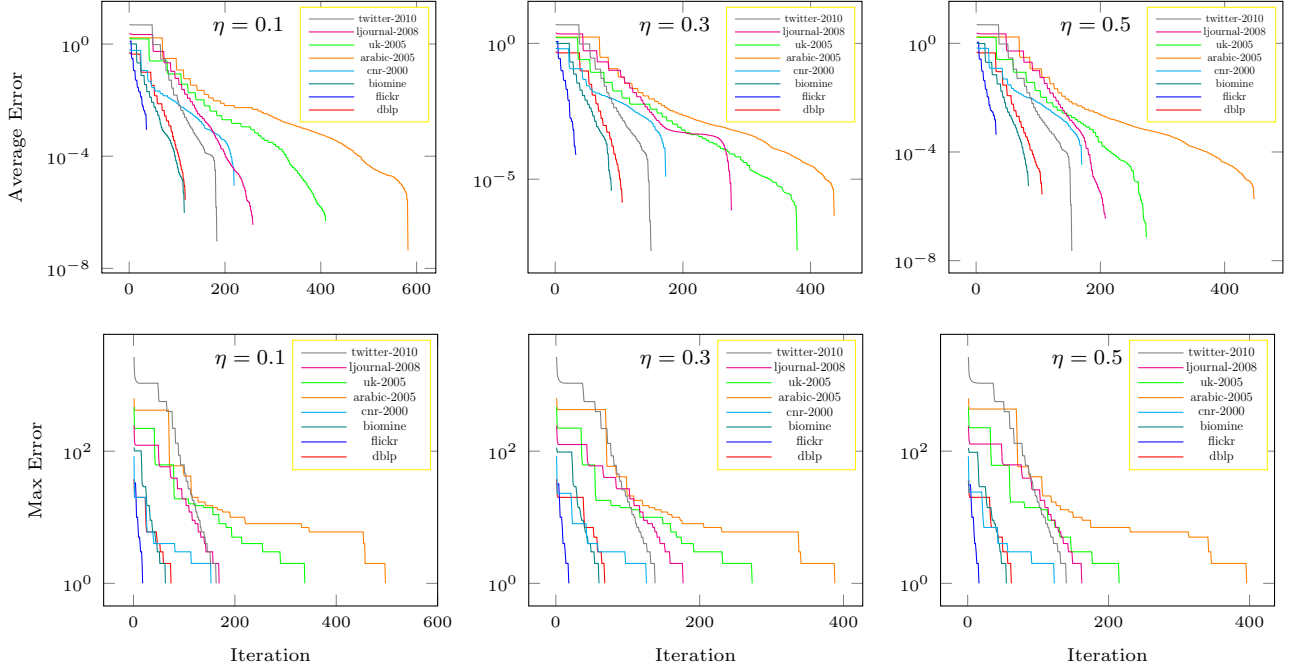 η = 0.1
twitter-2010
ljournal-2008
uk-2005
arabic-2005
cnr-2000
biomine
flickr
dblp
10^0
10^−4
10^−8
0 200 400 600
Average Error
η = 0.3
twitter-2010
ljournal-2008
uk-2005
arabic-2005
cnr-2000
biomine
flickr
dblp
10^0
10^−5
0 200 400
η = 0.5
twitter-2010
ljournal-2008
uk-2005
arabic-2005
cnr-2000
biomine
flickr
dblp
10^0
10^−4
10^−8
0 200 400
η = 0.1
twitter-2010
ljournal-2008
uk-2005
arabic-2005
cnr-2000
biomine
flickr
dblp
10^2
10^0
0 200 400 600
Max Error
Iteration
η = 0.3
twitter-2010
ljournal-2008
uk-2005
arabic-2005
cnr-2000
biomine
flickr
dblp
10^2
10^0
0 200 400
Iteration
η = 0.5
twitter-2010
ljournal-2008
uk-2005
arabic-2005
cnr-2000
biomine
flickr
dblp
10^2
10^0
0 200 400
Iteration